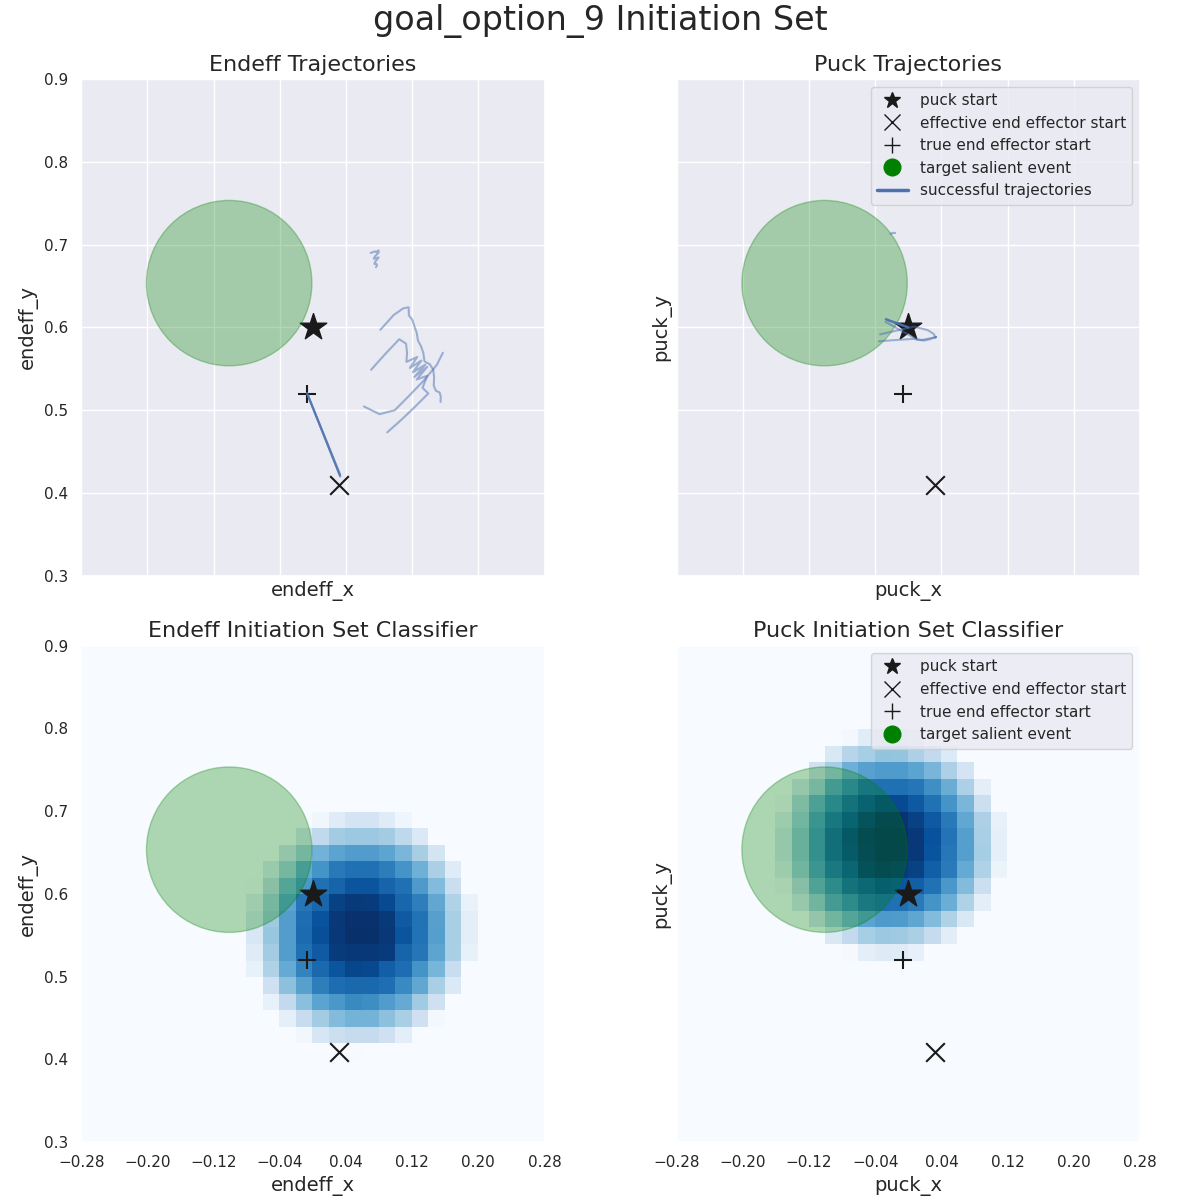 goal_option_9 Initiation Set
Endeff Trajectories
endeff_y
0.9
0.8
0.7
0.6
0.5
0.4
0.3
endeff_x
Puck Trajectories
puck_y
puck start
effective end effector start
true end effector start
target salient event
successful trajectories
puck_x
Endeff Initiation Set Classifier
endeff_y
0.9
0.8
0.7
0.6
0.5
0.4
0.3
−0.28 −0.20 −0.12 −0.04 0.04 0.12 0.20 0.28
endeff_x
Puck Initiation Set Classifier
puck_y
puck start
effective end effector start
true end effector start
target salient event
−0.28 −0.20 −0.12 −0.04 0.04 0.12 0.20 0.28
puck_x